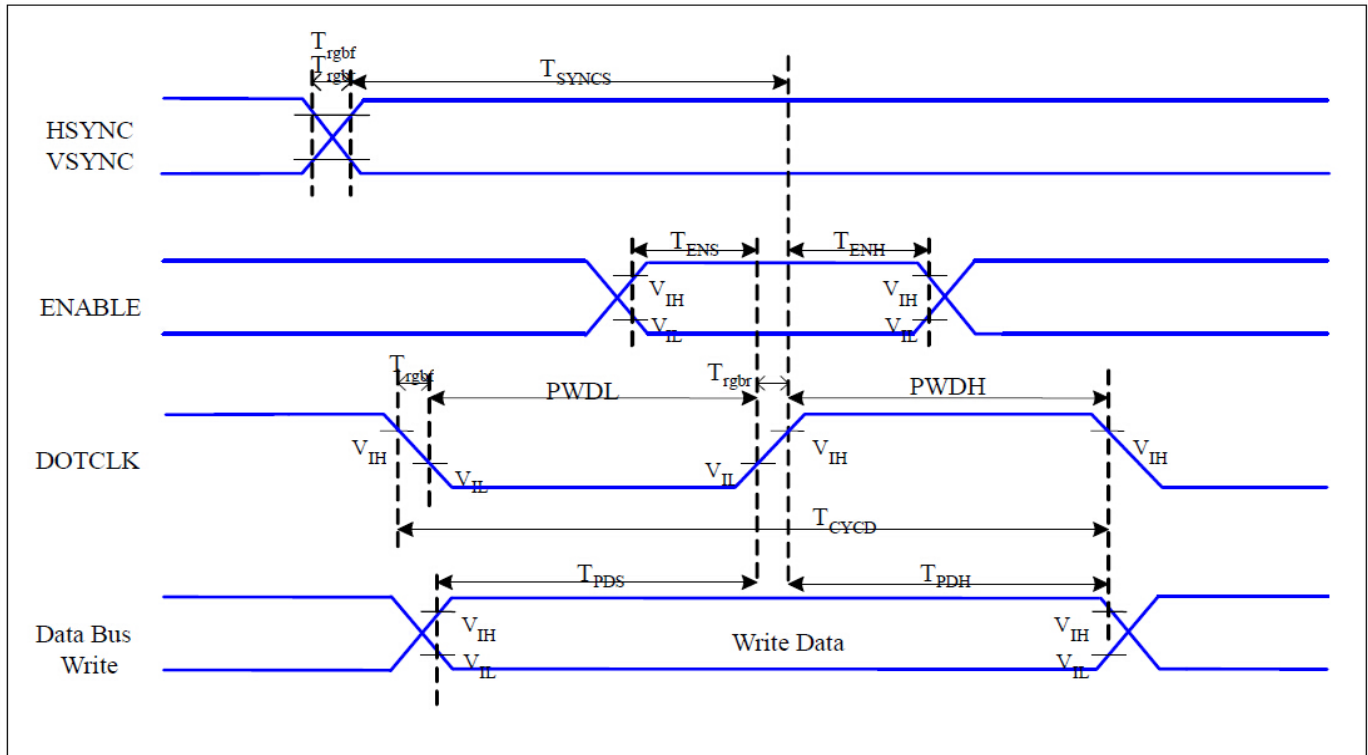 Trgbf
Trgbr
TSYNCS
HSYNC
VSYNC
TENS
TENH
VIH
VIH
ENABLE
VIL
VIL
Trgbf
Trgbr
PWDL
PWDH
VIH
VIH
VIH
DOTCLK
VIL
VIL
TCYCD
TPDS
TPDH
VIH
VIH
Data Bus
Write Data
Write
VIL
VIL